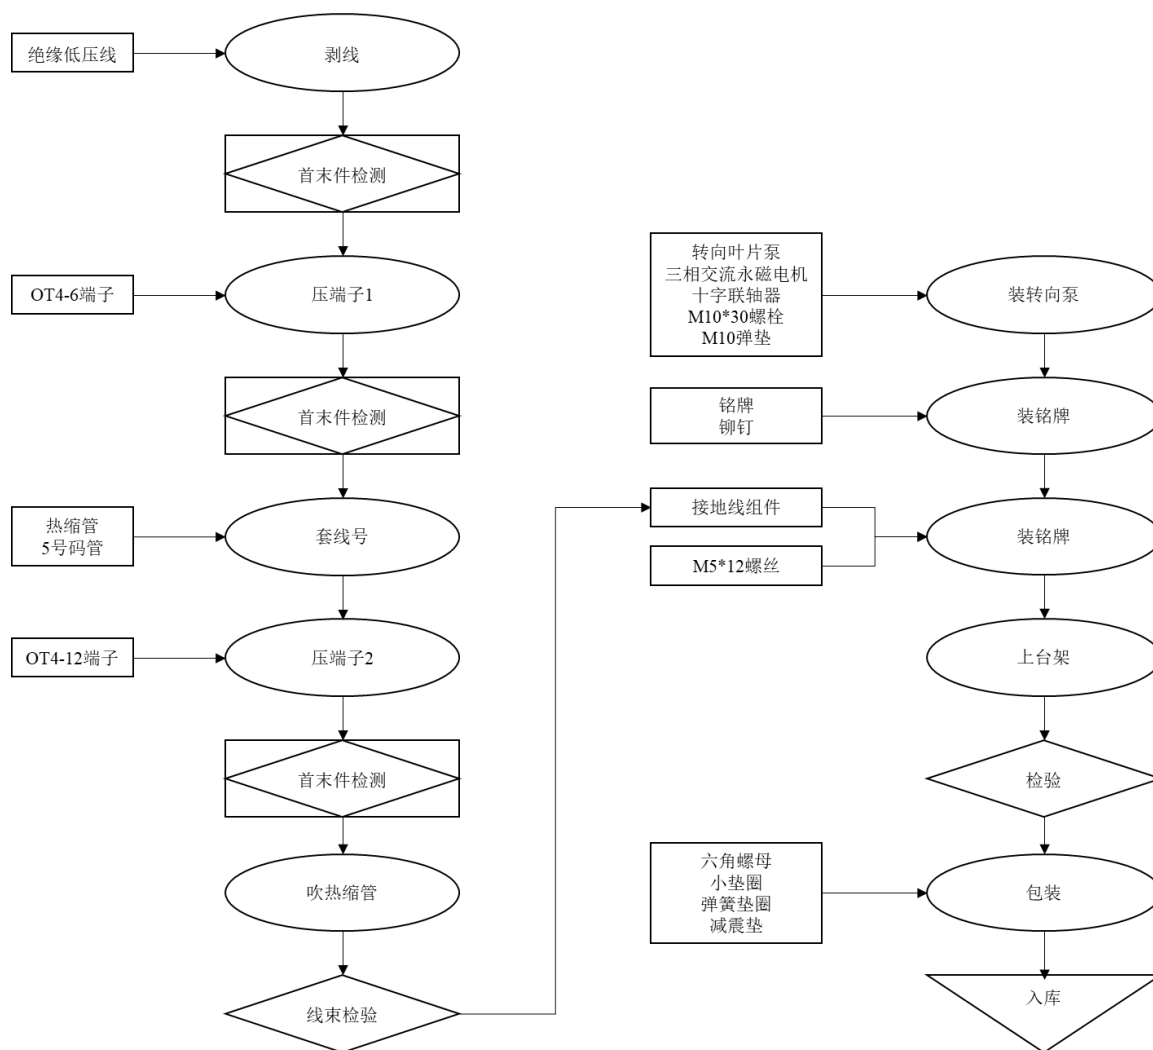 绝缘低压线
剥线
首末件检测
OT4-6端子
压端子1
首末件检测
热缩管
5号码管
套线号
OT4-12端子
压端子2
首末件检测
吹热缩管
线束检验
转向叶片泵
三相交流永磁电机
十字联轴器
M10*30螺栓
M10弹垫
装转向泵
铭牌
铆钉
装铭牌
接地线组件
M5*12螺丝
装铭牌
上台架
检验
六角螺母
小垫圈
弹簧垫圈
减震垫
包装
入库